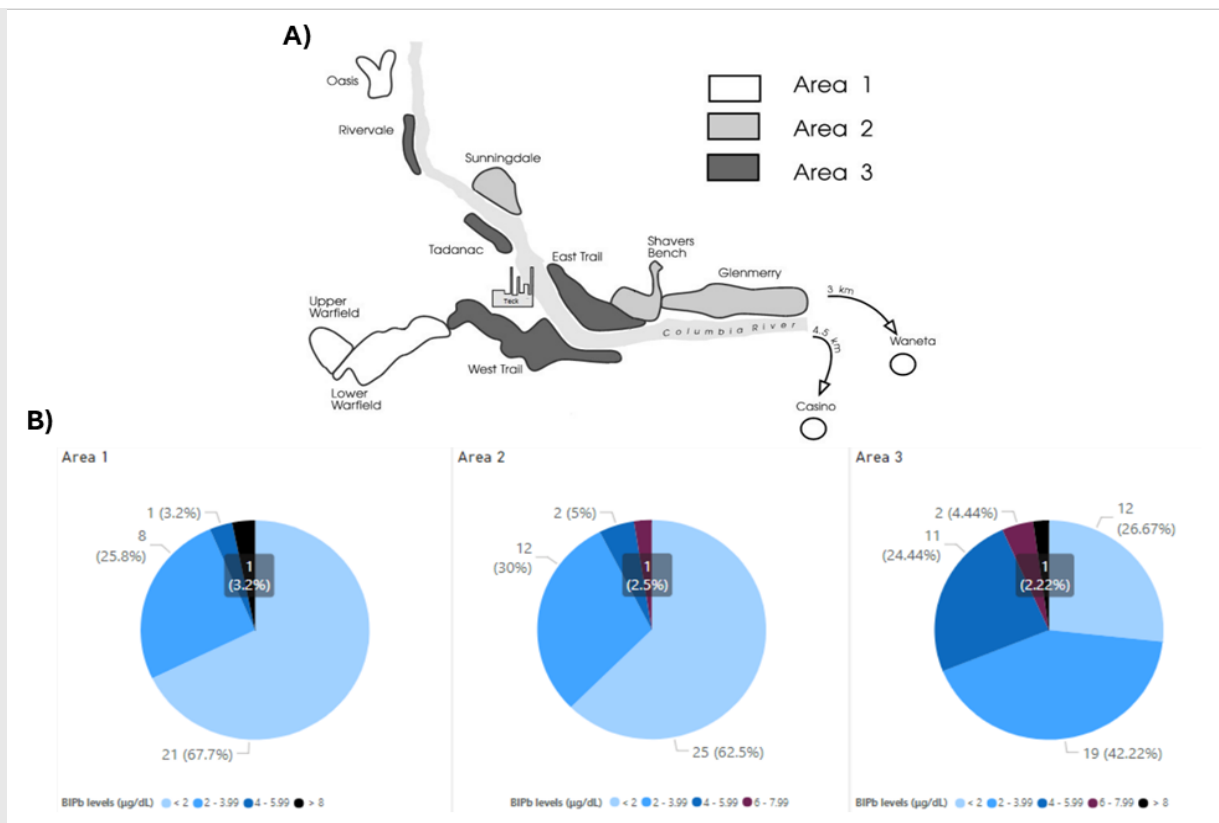 A)
Oasis
Rivervale
Sunningdale
Tadanac
East Trail
Shavers
Bench
Glenmerry
Teck
Upper
Warfield
Lower
Warfield
West Trail
Columbia River
3 km
4.5 km
Waneta
Casino
Area 1
Area 2
Area 3
B)
Area 1
1 (3.2%)
8
(25.8%)
1
(3.2%)
21 (67.7%)
BIPb levels (µg/dL) < 2 2 - 3.99 4 - 5.99 > 8
Area 2
2 (5%)
12
(30%)
1
(2.5%)
25 (62.5%)
BIPb levels (µg/dL) < 2 2 - 3.99 4 - 5.99 6 - 7.99
Area 3
2 (4.44%)
11
(24.44%)
1
(2.22%)
12
(26.67%)
19 (42.22%)
BIPb levels (µg/dL) < 2 2 - 3.99 4 - 5.99 6 - 7.99 > 8